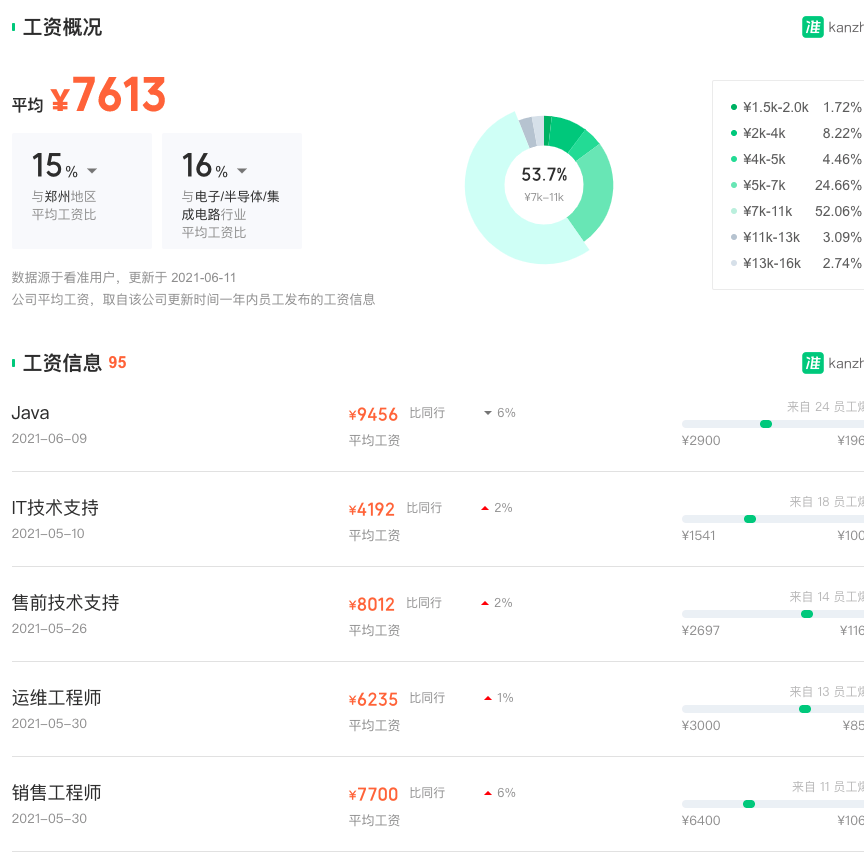 工资概况
准 kanzh
平均 ¥7613
15%
与郑州地区
平均工资比
16%
与电子/半导体/集
成电路行业
平均工资比
53.7%
¥7k-11k
¥1.5k-2.0k 1.72%
¥2k-4k 8.22%
¥4k-5k 4.46%
¥5k-7k 24.66%
¥7k-11k 52.06%
¥11k-13k 3.09%
¥13k-16k 2.74%
数据源于看准用户，更新于 2021-06-11
公司平均工资，取自该公司更新时间一年内员工发布的工资信息
工资信息 95
准 kanzh
Java ¥9456 比同行 6% 来自 24 员工
2021-06-09 平均工资 ¥2900 ¥196
IT技术支持 ¥4192 比同行 2% 来自 18 员工
2021-05-10 平均工资 ¥1541 ¥100
售前技术支持 ¥8012 比同行 2% 来自 14 员工
2021-05-26 平均工资 ¥2697 ¥116
运维工程师 ¥6235 比同行 1% 来自 13 员工
2021-05-30 平均工资 ¥3000 ¥85
销售工程师 ¥7700 比同行 6% 来自 11 员工
2021-05-30 平均工资 ¥6400 ¥106